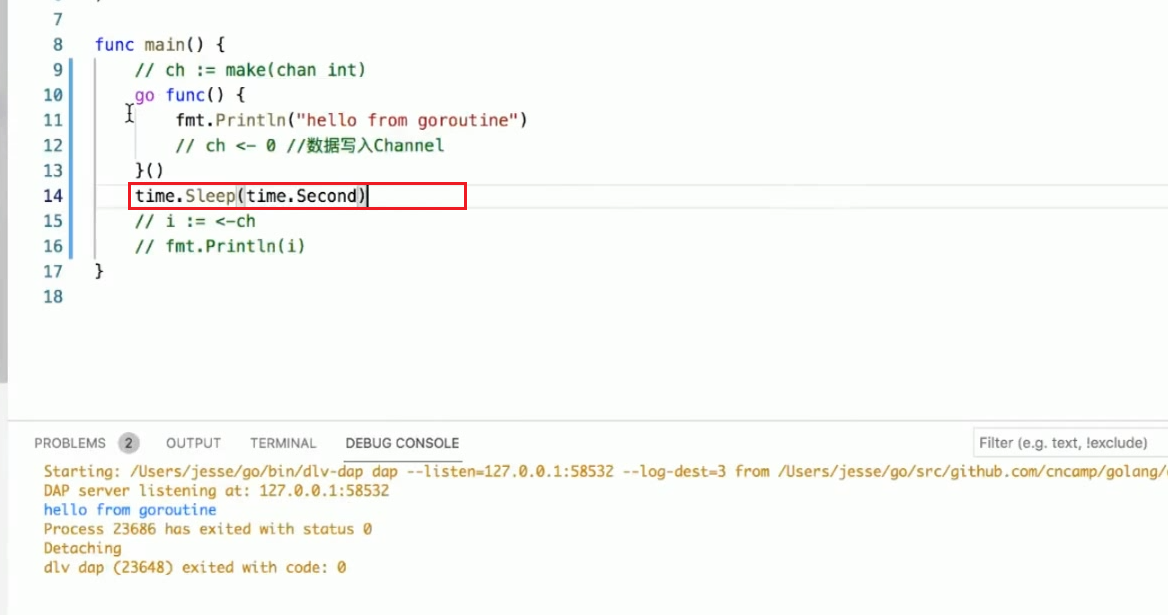 7
8 func main() {
9 // ch := make(chan int)
10 go func() {
11 fmt.Println("hello from goroutine")
12 // ch <- 0 //数据写入Channel
13 }()
14 time.Sleep(time.Second)
15 // i := <-ch
16 // fmt.Println(i)
17 }
18
PROBLEMS 2 OUTPUT TERMINAL DEBUG CONSOLE Filter (e.g. text, !exclude)
Starting: /Users/jesse/go/bin/dlv-dap dap --listen=127.0.0.1:58532 --log-dest=3 from /Users/jesse/go/src/github.com/cncamp/golang/
DAP server listening at: 127.0.0.1:58532
hello from goroutine
Process 23686 has exited with status 0
Detaching
dlv dap (23648) exited with code: 0